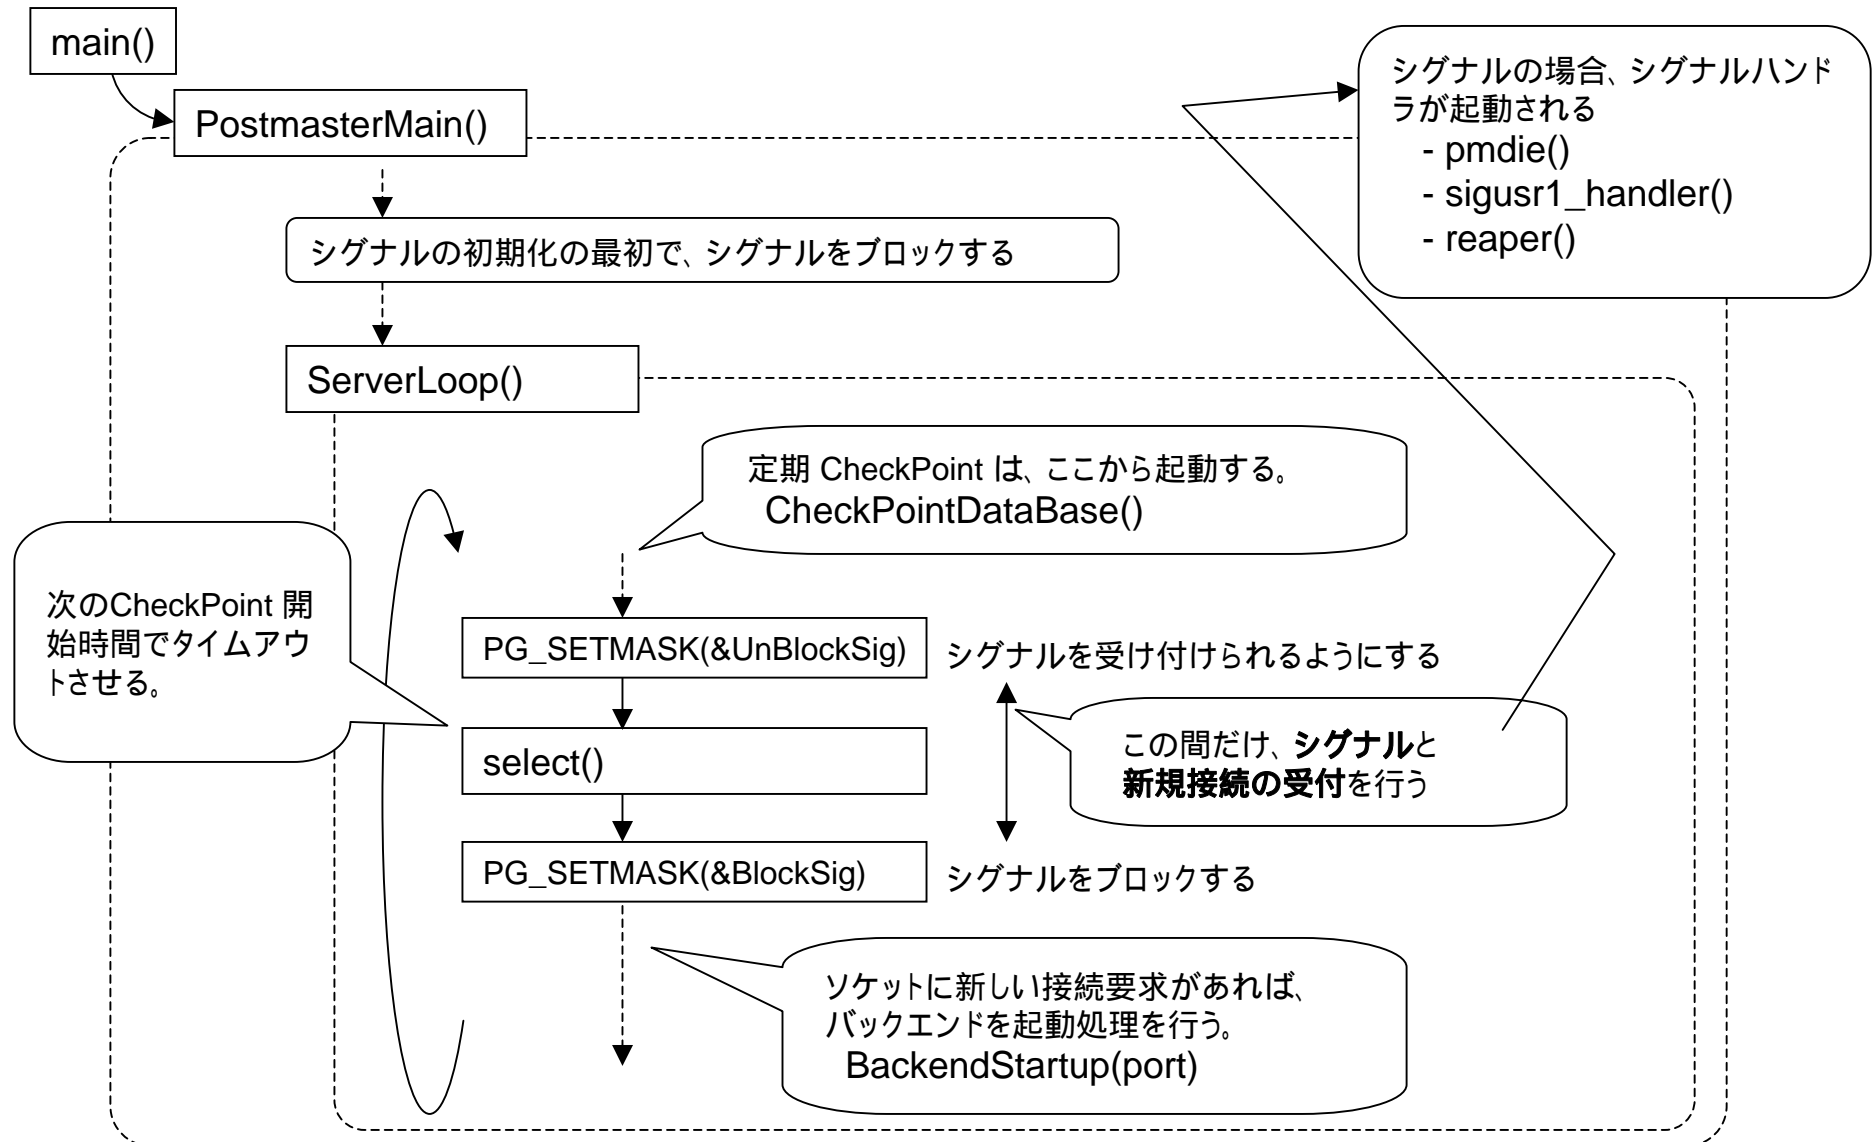 main()
PostmasterMain()
シグナルの初期化の最初で、シグナルをブロックする
ServerLoop()
シグナルの場合、シグナルハンド
ラが起動される
- pmdie()
- sigusr1_handler()
- reaper()
定期 CheckPoint は、ここから起動する。
CheckPointDataBase()
次のCheckPoint 開
始時間でタイムアウ
トさせる。
PG_SETMASK(&UnBlockSig)
シグナルを受け付けられるようにする
select()
この間だけ、シグナルと
新規接続の受付を行う
PG_SETMASK(&BlockSig)
シグナルをブロックする
ソケットに新しい接続要求があれば、
バックエンドを起動処理を行う。
BackendStartup(port)